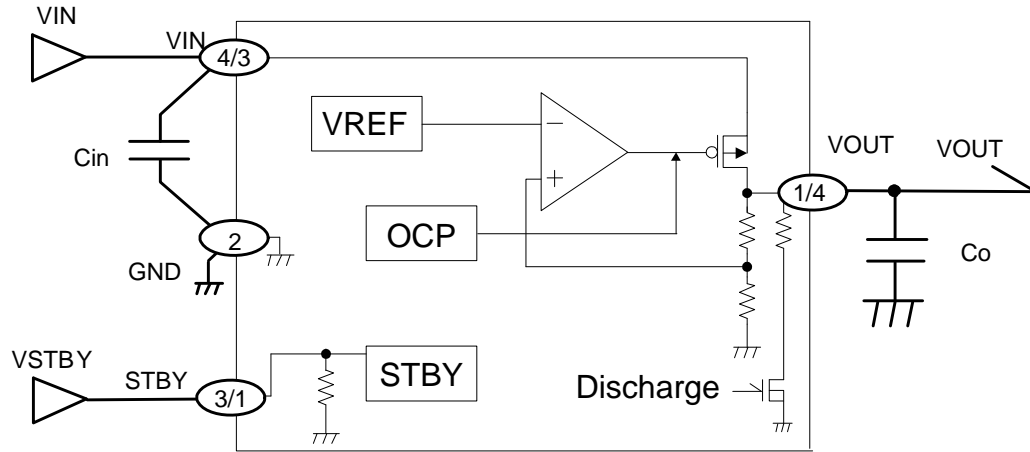 VIN
VIN
4/3
VREF
−
VOUT
VOUT
Cin
+
1/4
OCP
2
GND
Co
VSTBY
STBY
STBY
3/1
Discharge